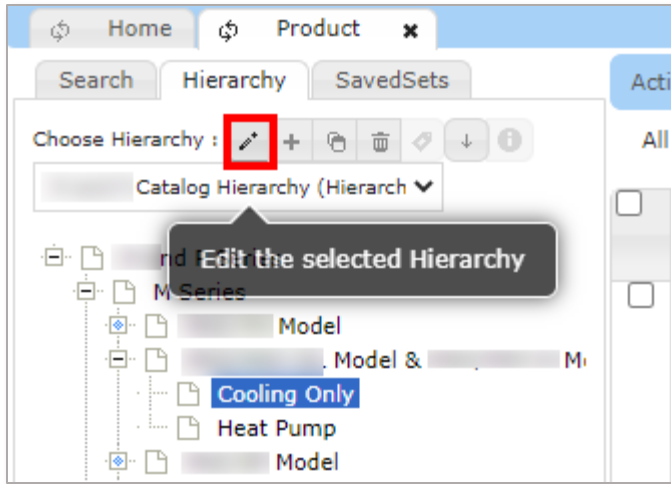 Home Product
Search Hierarchy SavedSets Acti
Choose Hierarchy : All
Catalog Hierarchy (Hierarch
Edit the selected Hierarchy
M Series
Model
Model &
Cooling Only
Heat Pump
Model